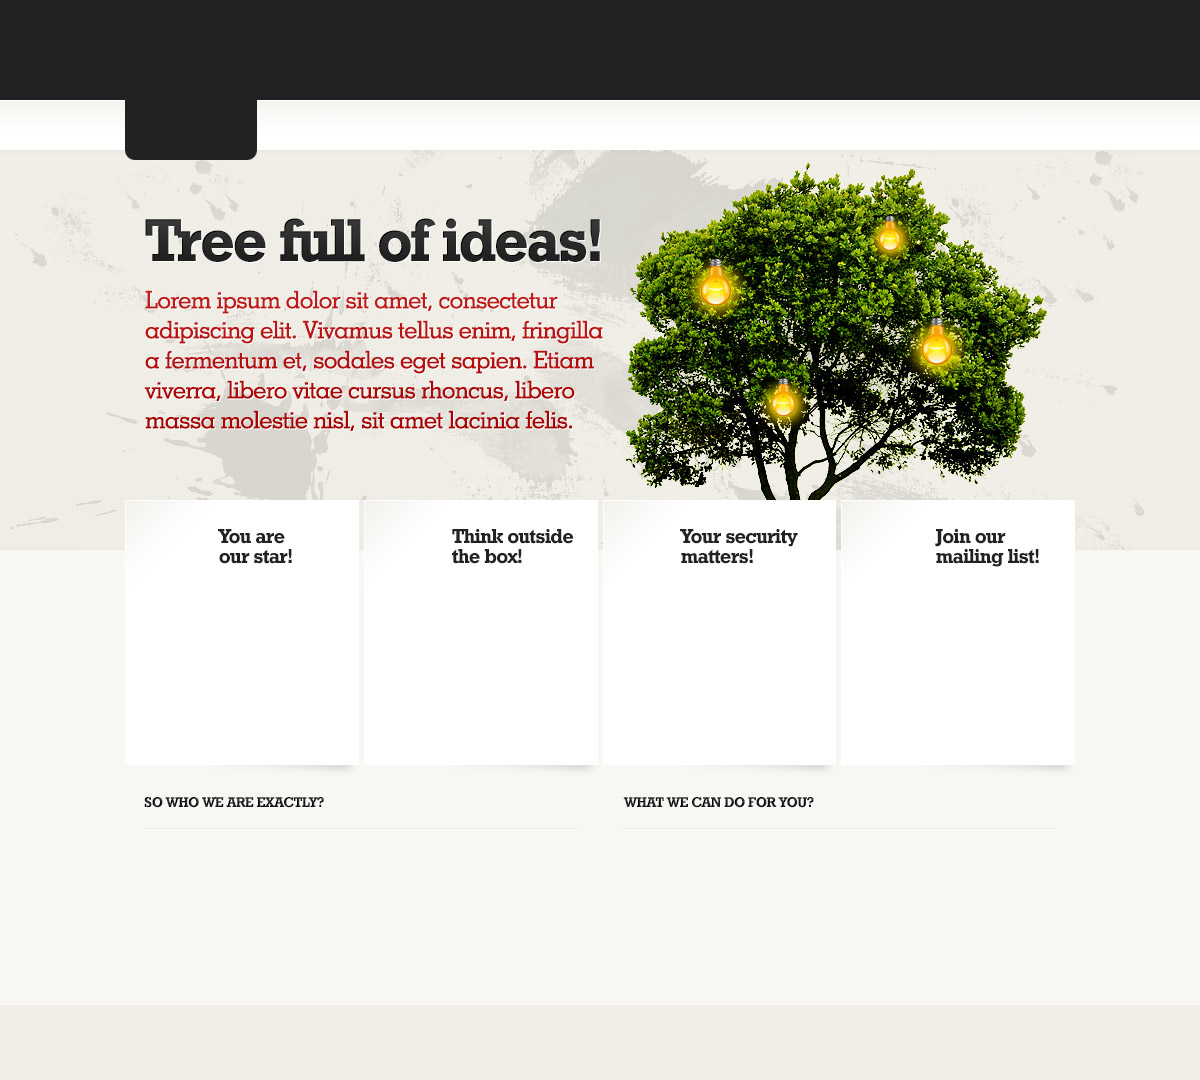 Tree full of ideas!
Lorem ipsum dolor sit amet, consectetur
adipiscing elit. Vivamus tellus enim, fringilla
a fermentum et, sodales eget sapien. Etiam
viverra, libero vitae cursus rhoncus, libero
massa molestie nisl, sit amet lacinia felis.
You are
our star!
Think outside
the box!
Your security
matters!
Join our
mailing list!
SO WHO WE ARE EXACTLY?
WHAT WE CAN DO FOR YOU?